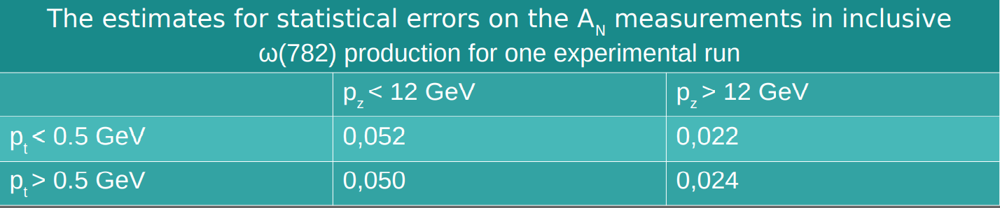 The estimates for statistical errors on the A_N measurements in inclusive
ω(782) production for one experimental run
p_z < 12 GeV p_z > 12 GeV
p_t < 0.5 GeV 0,052 0,022
p_t > 0.5 GeV 0,050 0,024